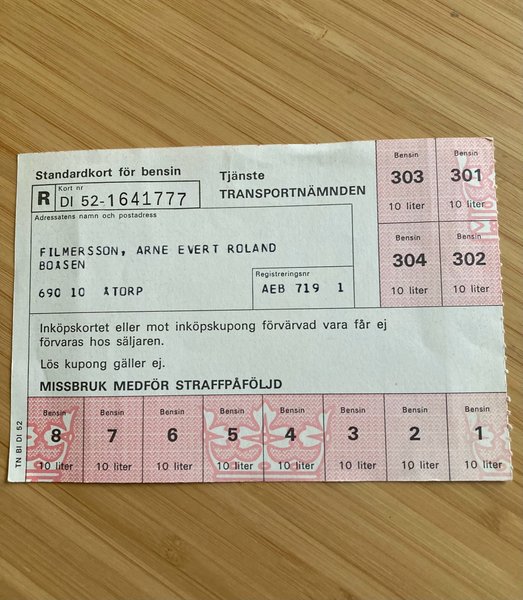 Standardkort för bensin
Tjänste
TRANSPORTNÄMNDEN
R
Kort nr
DI 52-1641777
Adressatens namn och postadress
FILMERSSON, ARNE EVERT ROLAND
BOÅSEN
690 10 ÅTORP
Registreringsnr
AEB 719 1
Bensin
303
10 liter
Bensin
301
10 liter
Bensin
304
10 liter
Bensin
302
10 liter
Inköpskortet eller mot inköpskupong förvärvad vara får ej
förvaras hos säljaren.
Lös kupong gäller ej.
MISSBRUK MEDFÖR STRAFFPÅFÖLJD
TN BI DI 52
Bensin
8
10 liter
Bensin
7
10 liter
Bensin
6
10 liter
Bensin
5
10 liter
Bensin
4
10 liter
Bensin
3
10 liter
Bensin
2
10 liter
Bensin
1
10 liter